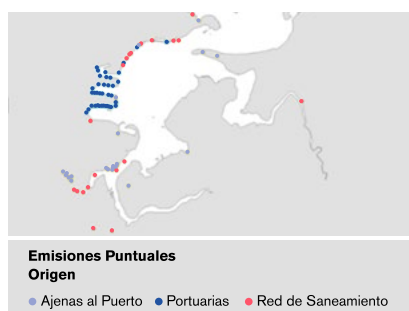 Emisiones Puntuales
Origen
Ajenas al Puerto Portuarias Red de Saneamiento